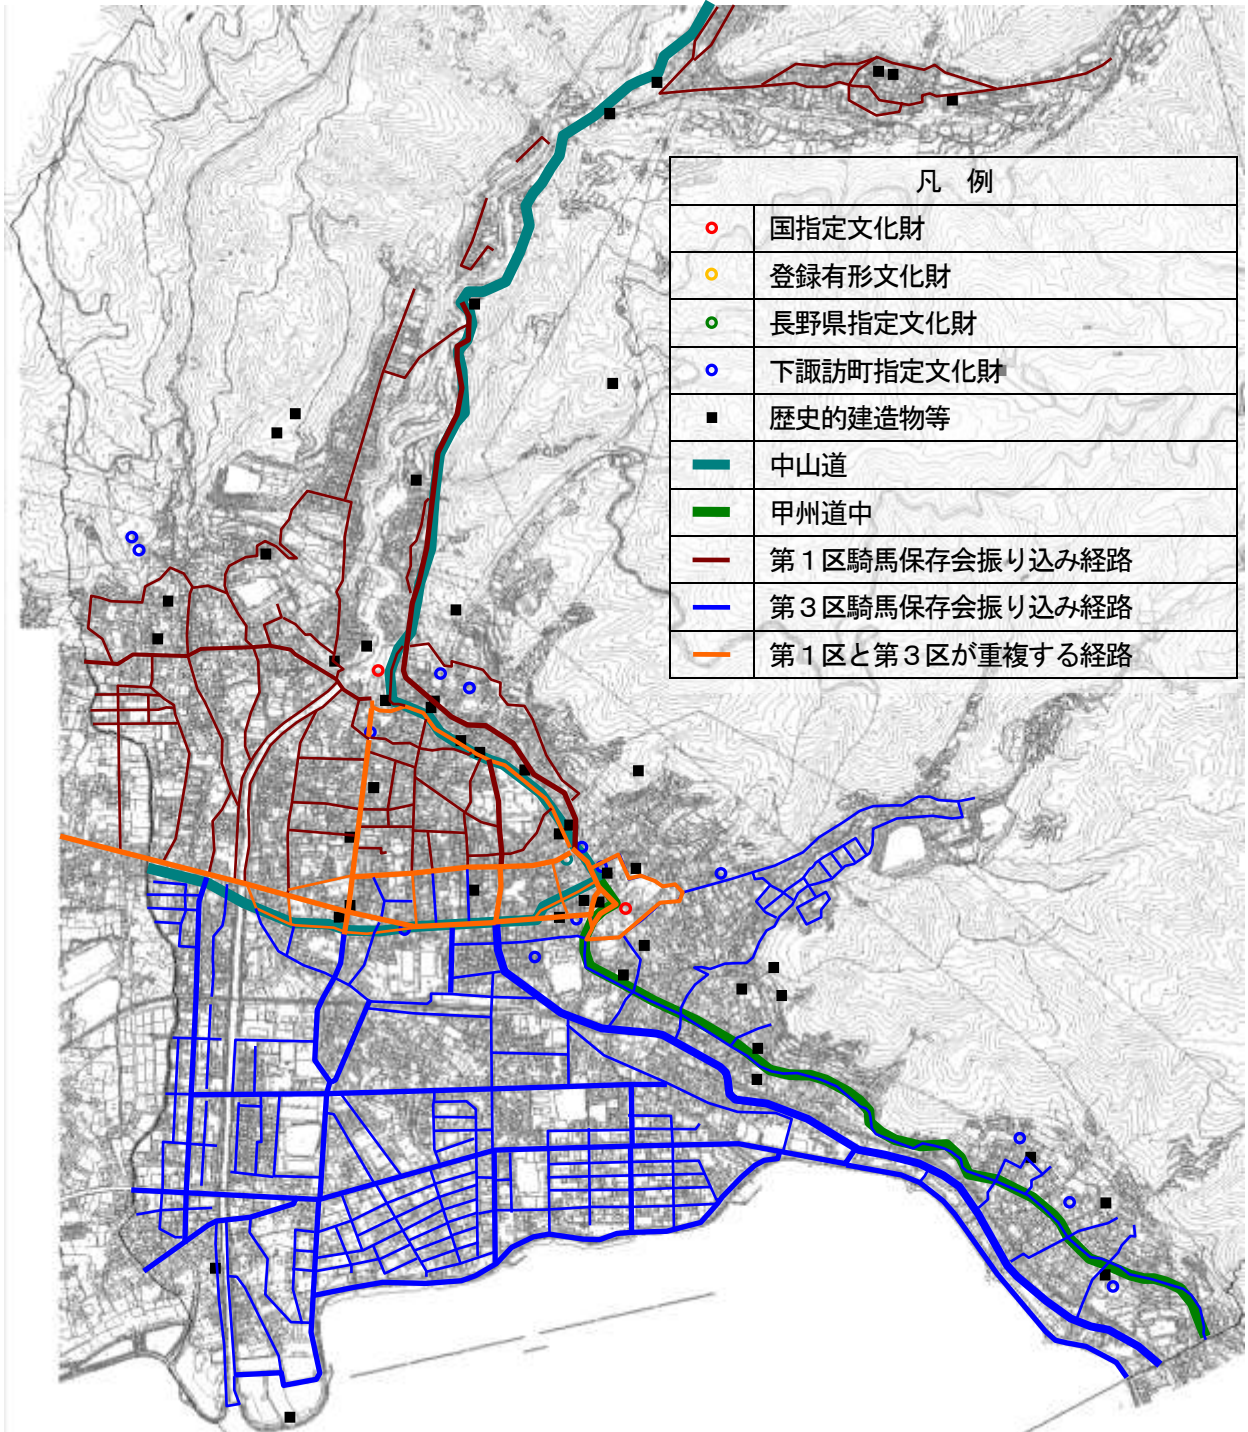 凡　例
国指定文化財
登録有形文化財
長野県指定文化財
下諏訪町指定文化財
歴史的建造物等
中山道
甲州道中
第１区騎馬保存会振り込み経路
第３区騎馬保存会振り込み経路
第１区と第３区が重複する経路